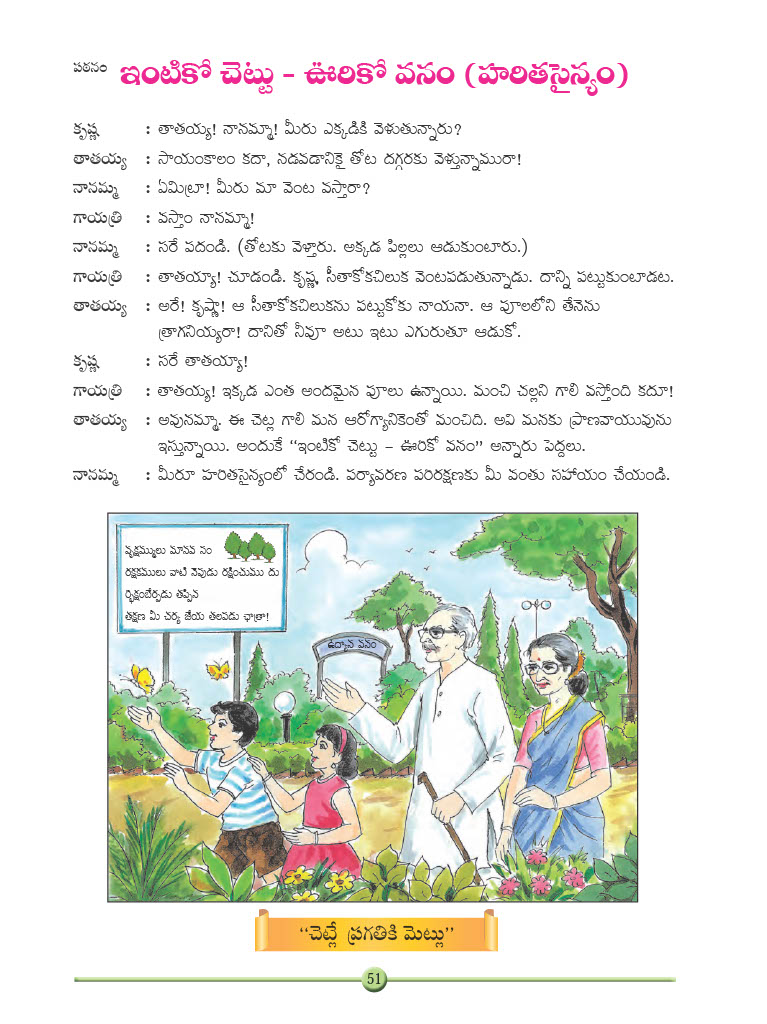 పఠనం ఇంటికో చెట్టు - ఊరికో వనం (హరితసైన్యం)
కృష్ణ : తాతయ్య! నానమ్మా! మీరు ఎక్కడికి వెళుతున్నారు?
తాతయ్య : సాయంకాలం కదా, నడవడానికై తోట దగ్గరకు వెళ్తున్నామురా!
నానమ్మ : ఏమిట్రా! మీరు మా వెంట వస్తారా?
గాయత్రి : వస్తాం నానమ్మా!
నానమ్మ : సరే పదండి. (తోటకు వెళ్తారు. అక్కడ పిల్లలు ఆడుకుంటారు.)
గాయత్రి : తాతయ్యా! చూడండి. కృష్ణ, సీతాకోకచిలుక వెంటపడుతున్నాడు. దాన్ని పట్టుకుంటాడట.
తాతయ్య : అరే! కృష్ణా! ఆ సీతాకోకచిలుకను పట్టుకోకు నాయనా. ఆ పూలలోని తేనెను
త్రాగనియ్యరా! దానితో నీవూ అటు ఇటు ఎగురుతూ ఆడుకో.
కృష్ణ : సరే తాతయ్యా!
గాయత్రి : తాతయ్య! ఇక్కడ ఎంత అందమైన పూలు ఉన్నాయి. మంచి చల్లని గాలి వస్తోంది కదూ!
తాతయ్య : అవునమ్మా. ఈ చెట్ల గాలి మన ఆరోగ్యానికెంతో మంచిది. అవి మనకు ప్రాణవాయువును
ఇస్తున్నాయి. అందుకే "ఇంటికో చెట్టు - ఊరికో వనం" అన్నారు పెద్దలు.
నానమ్మ : మీరూ హరితసైన్యంలో చేరండి. పర్యావరణ పరిరక్షణకు మీ వంతు సహాయం చేయండి.
వృక్షమ్ములు మానవ సం
రక్షకములు వాటి నెపుడు రక్షించుము దు
ర్భిక్షంబేర్పడు తప్పిన
తక్షణ మీ చర్య జేయ తలవడు ఛాత్రా!
ఉద్యాన వనం
"చెట్లే ప్రగతికి మెట్లు"
51